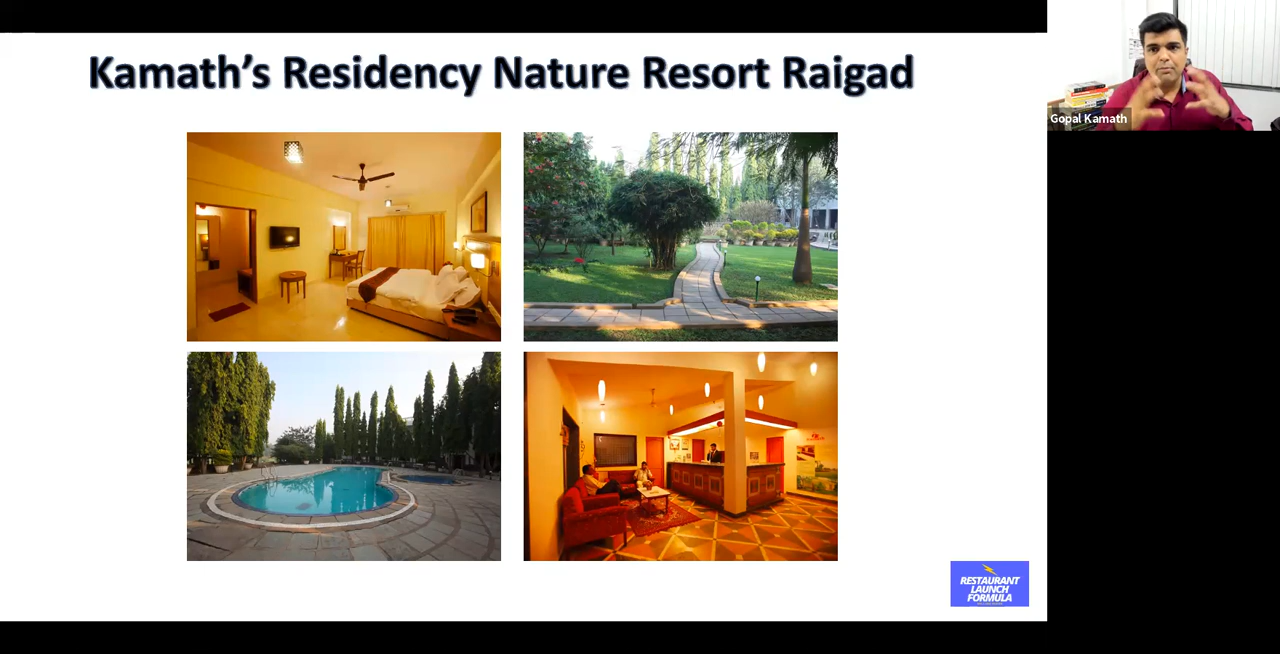 Kamath's Residency Nature Resort Raigad
Gopal Kamath
RESTAURANT
LAUNCH
FORMULA